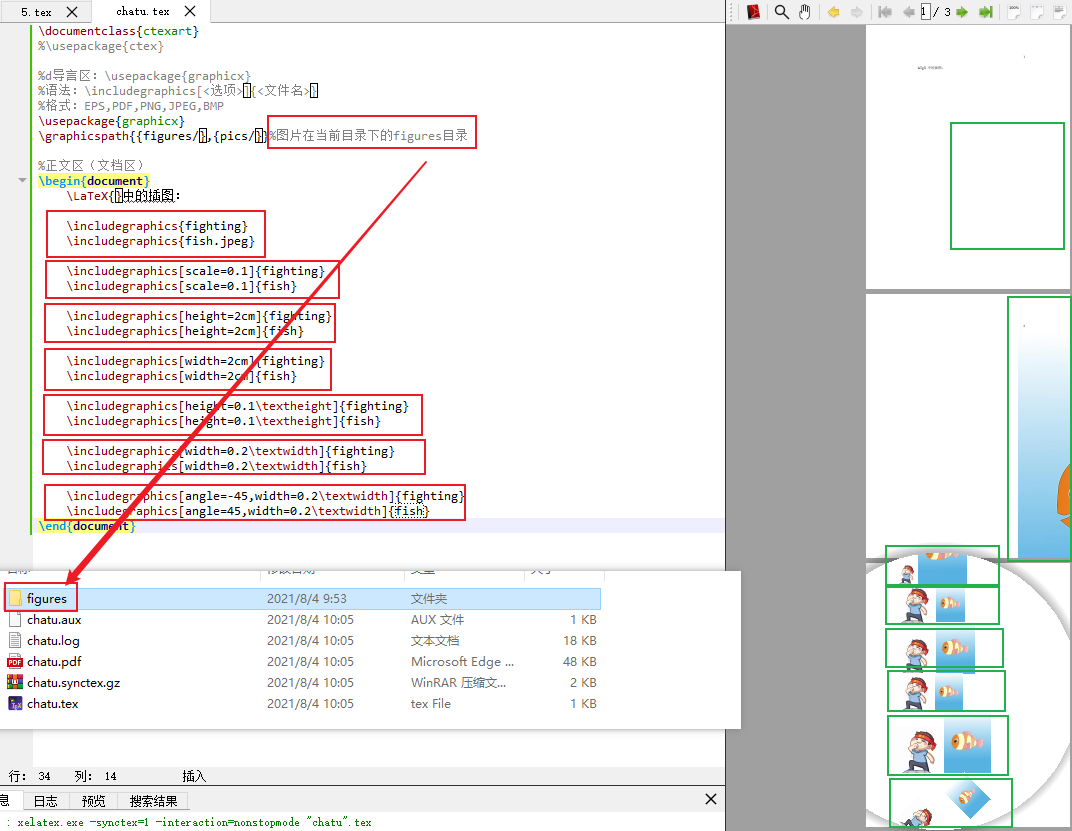 5.tex
chatu.tex
\documentclass{ctexart}
%\usepackage{ctex}
%d导言区: \usepackage{graphicx}
%语法: \includegraphics[<选项>]{<文件名>}
%格式: EPS,PDF,PNG,JPEG,BMP
\usepackage{graphicx}
\graphicspath{{figures/},{pics/}}%图片在当前目录下的figures目录
%正文区（文档区）
\begin{document}
\LaTeX{}中的插图:
\includegraphics{fighting}
\includegraphics{fish.jpeg}
\includegraphics[scale=0.1]{fighting}
\includegraphics[scale=0.1]{fish}
\includegraphics[height=2cm]{fighting}
\includegraphics[height=2cm]{fish}
\includegraphics[width=2cm]{fighting}
\includegraphics[width=2cm]{fish}
\includegraphics[height=0.1\textheight]{fighting}
\includegraphics[height=0.1\textheight]{fish}
\includegraphics[width=0.2\textwidth]{fighting}
\includegraphics[width=0.2\textwidth]{fish}
\includegraphics[angle=-45,width=0.2\textwidth]{fighting}
\includegraphics[angle=45,width=0.2\textwidth]{fish}
\end{document}
figures 2021/8/4 9:53 文件夹
chatu.aux 2021/8/4 10:05 AUX 文件 1 KB
chatu.log 2021/8/4 10:05 文本文档 18 KB
chatu.pdf 2021/8/4 10:05 Microsoft Edge ... 48 KB
chatu.synctex.gz 2021/8/4 10:05 WinRAR 压缩文... 2 KB
chatu.tex 2021/8/4 10:05 tex File 1 KB
行: 34 列: 14 插入
息 日志 预览 搜索结果
: xelatex.exe -synctex=1 -interaction=nonstopmode "chatu".tex
1 / 3
100%
LaTeX 中的插图: